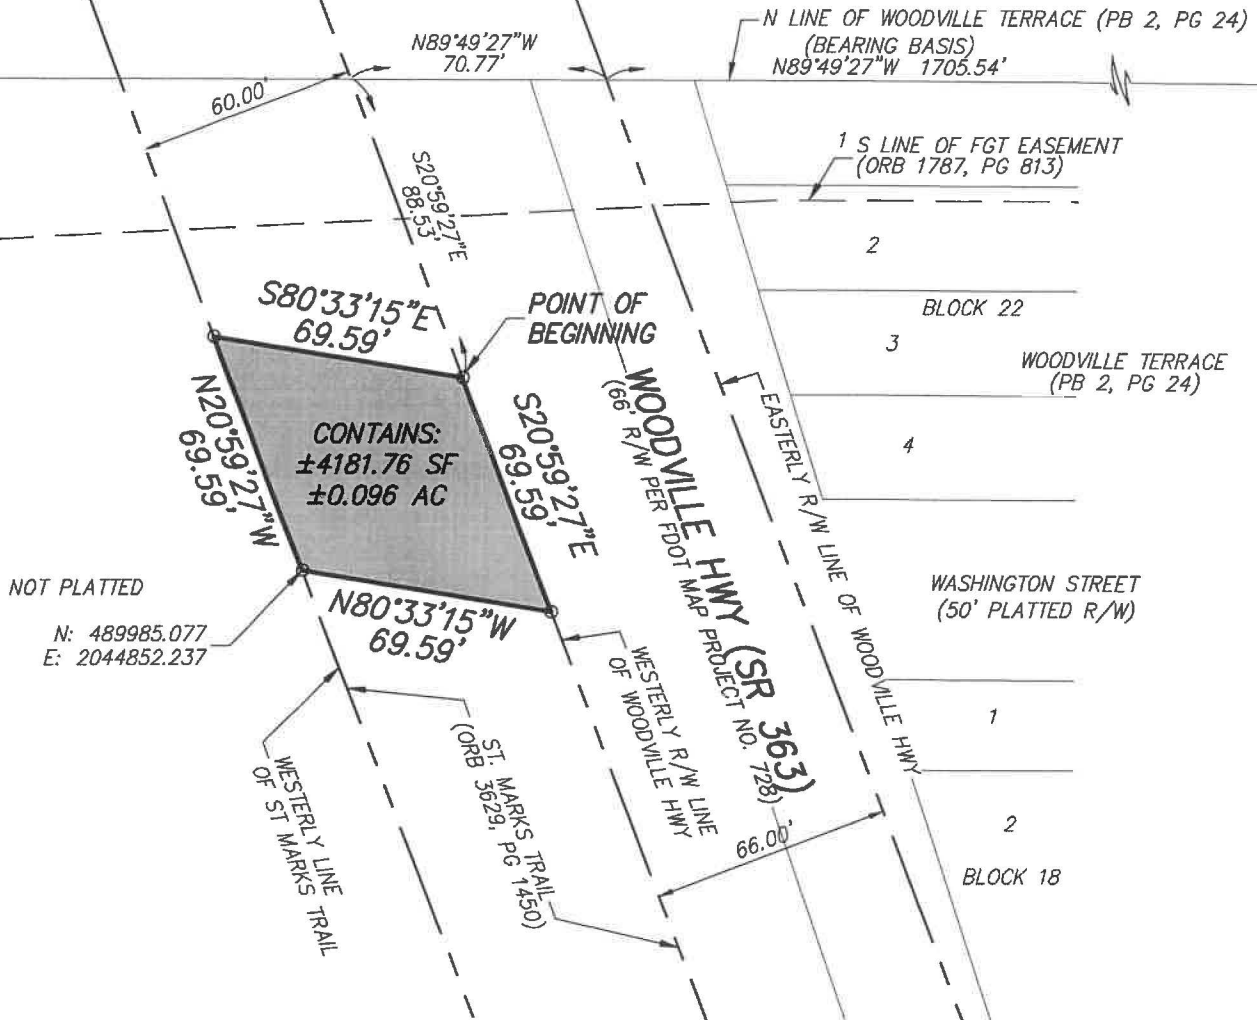 N89°49'27"W
70.77'
N LINE OF WOODVILLE TERRACE (PB 2, PG 24)
(BEARING BASIS)
N89°49'27"W 1705.54'
60.00'
1 S LINE OF FGT EASEMENT
(ORB 1787, PG 813)
S20°59'27"E
88.53'
2
BLOCK 22
3
WOODVILLE TERRACE
(PB 2, PG 24)
4
S80°33'15"E
69.59'
POINT OF
BEGINNING
N20°59'27"W
69.59'
CONTAINS:
±4181.76 SF
±0.096 AC
S20°59'27"E
69.59'
WOODVILLE HWY (SR 363)
(66' R/W PER FDOT MAP PROJECT NO. 728)
EASTERLY R/W LINE OF WOODVILLE HWY
NOT PLATTED
N: 489985.077
E: 2044852.237
N80°33'15"W
69.59'
WASHINGTON STREET
(50' PLATTED R/W)
WESTERLY R/W LINE
OF WOODVILLE HWY
1
2
BLOCK 18
WESTERLY LINE
OF ST MARKS TRAIL
ST. MARKS TRAIL
(ORB 3629, PG 1450)
66.00'